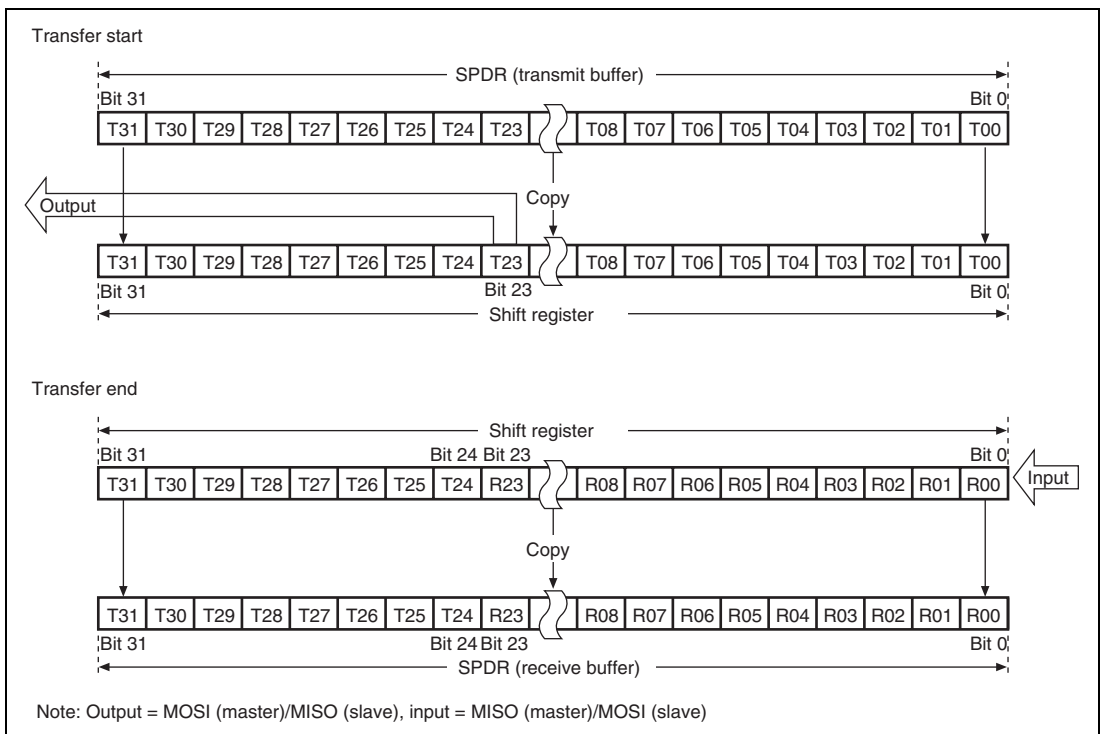 Transfer start
SPDR (transmit buffer)
Bit 31 Bit 0
T31 T30 T29 T28 T27 T26 T25 T24 T23 T08 T07 T06 T05 T04 T03 T02 T01 T00
Output
Copy
T31 T30 T29 T28 T27 T26 T25 T24 T23 T08 T07 T06 T05 T04 T03 T02 T01 T00
Bit 31 Bit 23 Bit 0
Shift register
Transfer end
Shift register
Bit 31 Bit 24 Bit 23 Bit 0
T31 T30 T29 T28 T27 T26 T25 T24 R23 R08 R07 R06 R05 R04 R03 R02 R01 R00
Input
Copy
T31 T30 T29 T28 T27 T26 T25 T24 R23 R08 R07 R06 R05 R04 R03 R02 R01 R00
Bit 31 Bit 24 Bit 23 Bit 0
SPDR (receive buffer)
Note: Output = MOSI (master)/MISO (slave), input = MISO (master)/MOSI (slave)